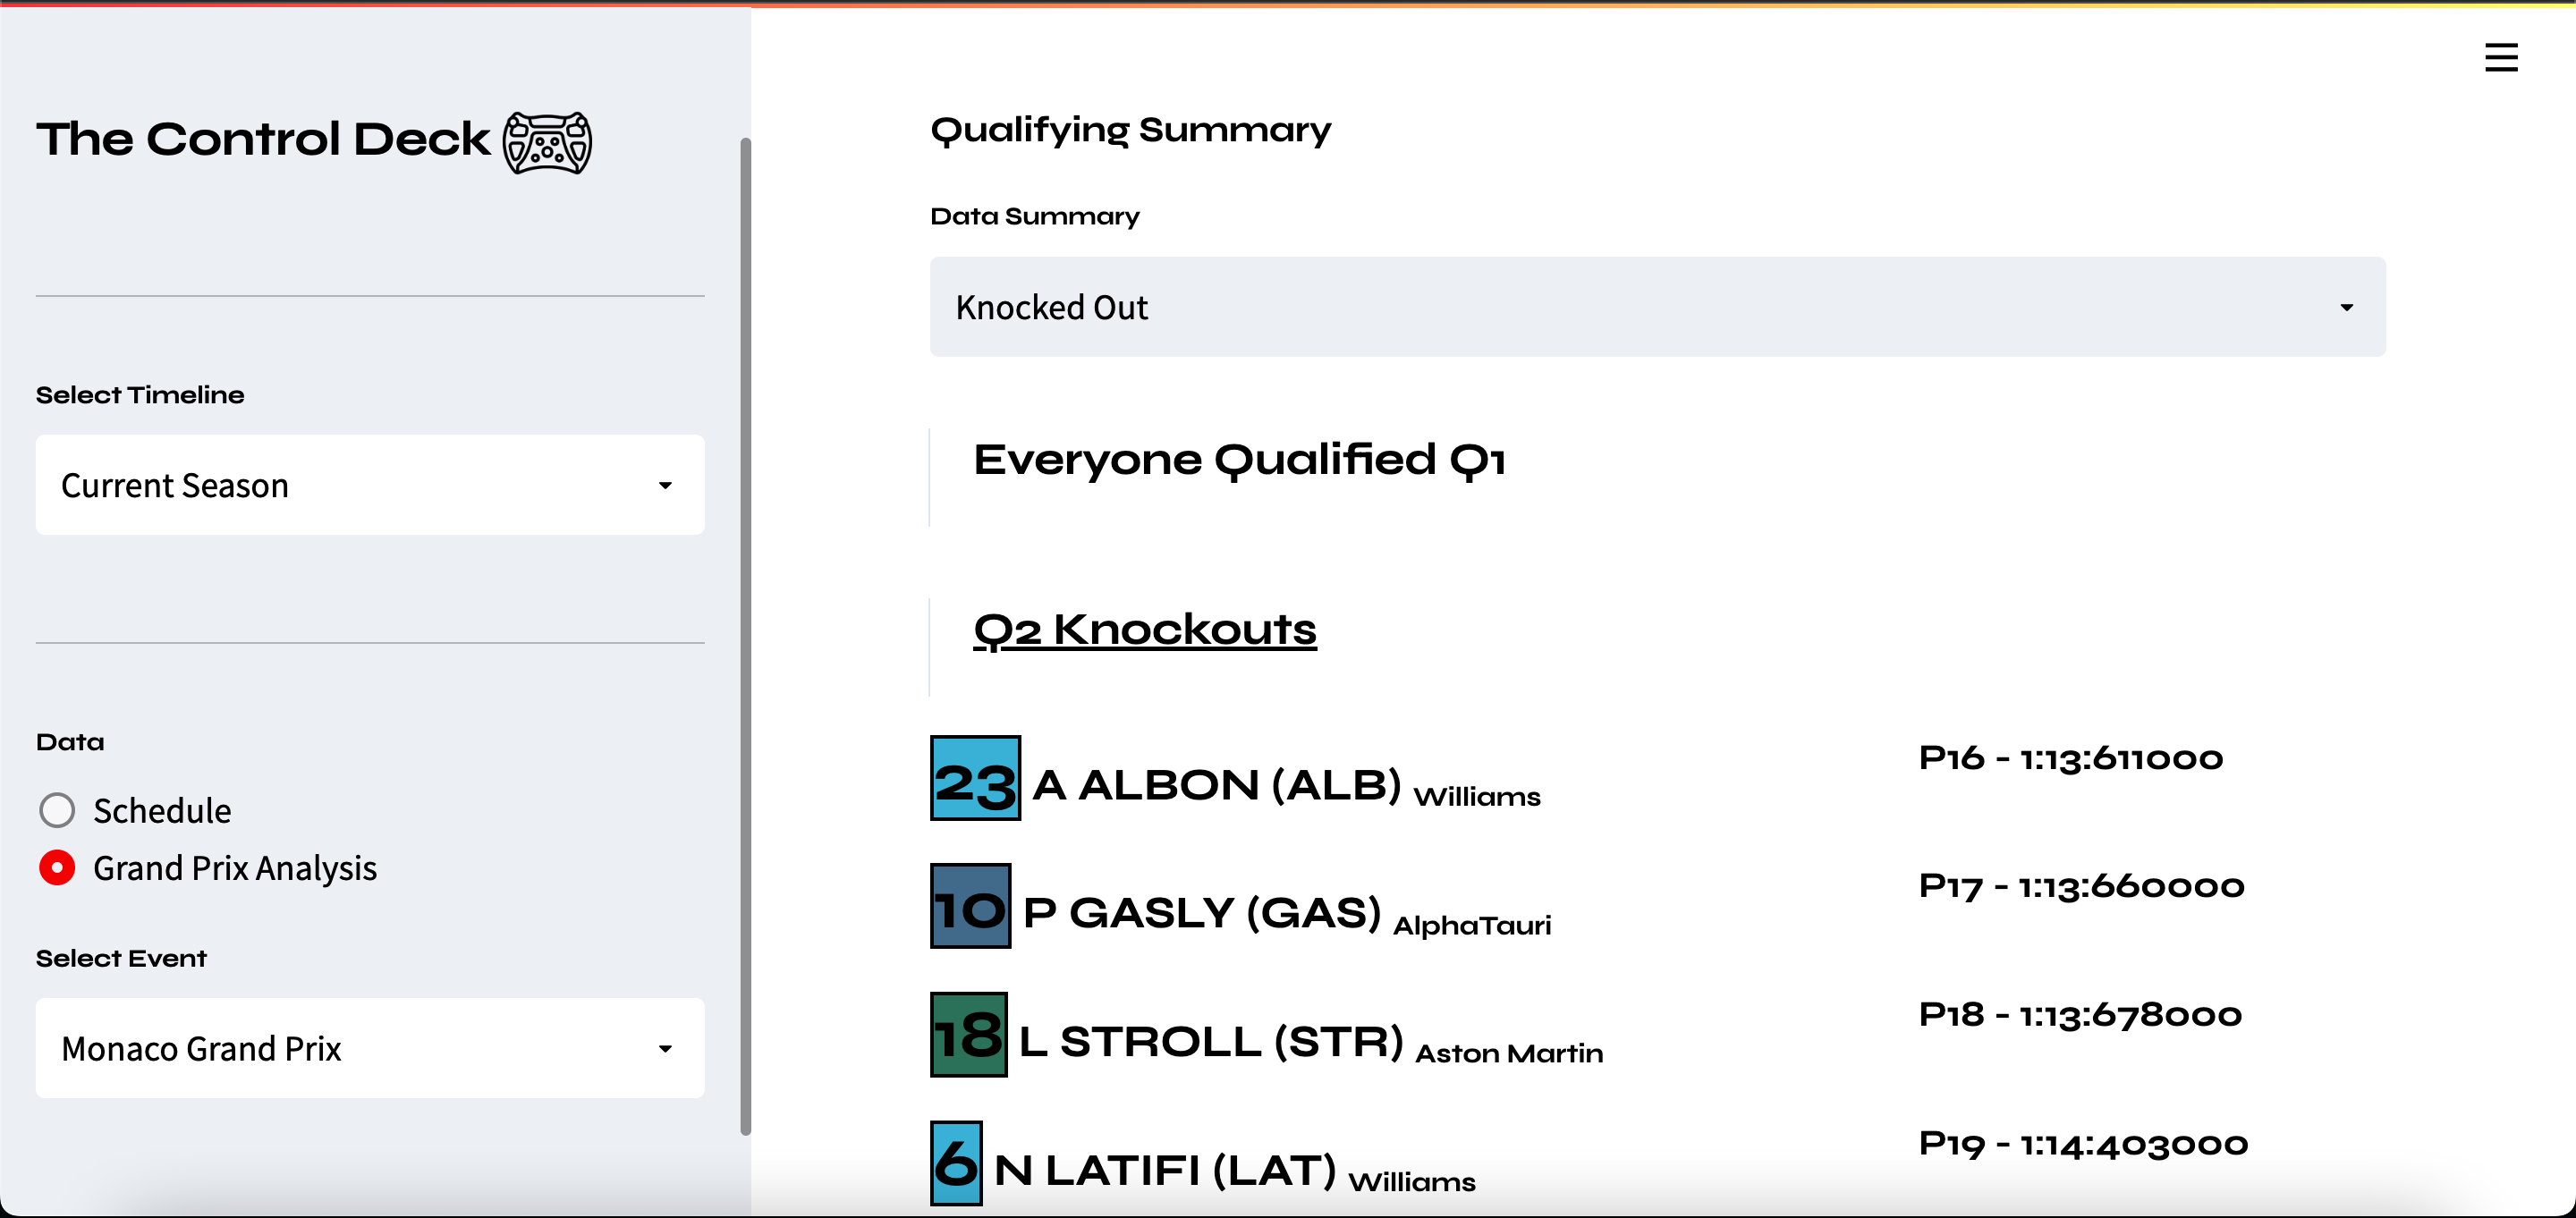 The Control Deck
Select Timeline
Current Season
Data
Schedule
Grand Prix Analysis
Select Event
Monaco Grand Prix
Qualifying Summary
Data Summary
Knocked Out
Everyone Qualified Q1
Q2 Knockouts
23 A ALBON (ALB) Williams P16 - 1:13:611000
10 P GASLY (GAS) AlphaTauri P17 - 1:13:660000
18 L STROLL (STR) Aston Martin P18 - 1:13:678000
6 N LATIFI (LAT) Williams P19 - 1:14:403000